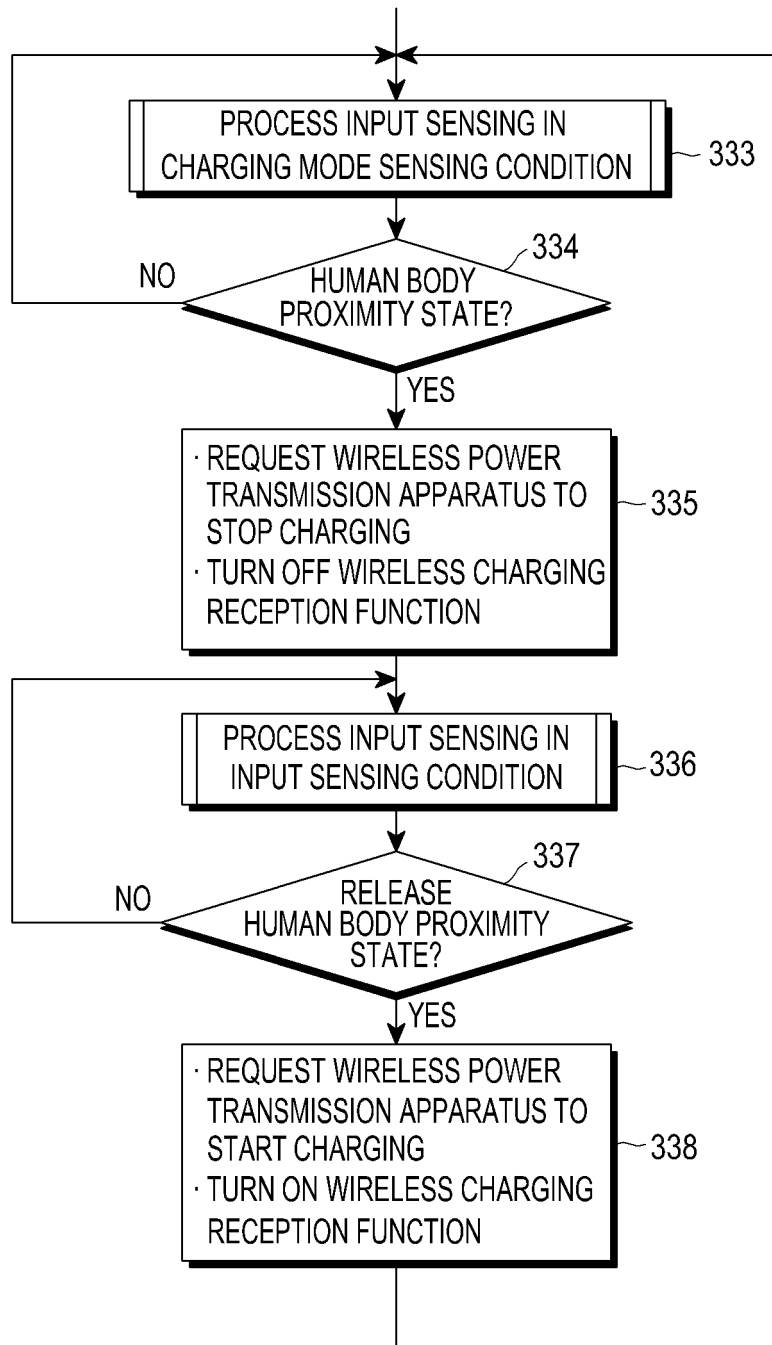 PROCESS INPUT SENSING IN
CHARGING MODE SENSING CONDITION
333
334
HUMAN BODY
PROXIMITY STATE?
NO
YES
· REQUEST WIRELESS POWER
TRANSMISSION APPARATUS TO
STOP CHARGING
· TURN OFF WIRELESS CHARGING
RECEPTION FUNCTION
335
PROCESS INPUT SENSING IN
INPUT SENSING CONDITION
336
337
RELEASE
HUMAN BODY PROXIMITY
STATE?
NO
YES
· REQUEST WIRELESS POWER
TRANSMISSION APPARATUS TO
START CHARGING
· TURN ON WIRELESS CHARGING
RECEPTION FUNCTION
338